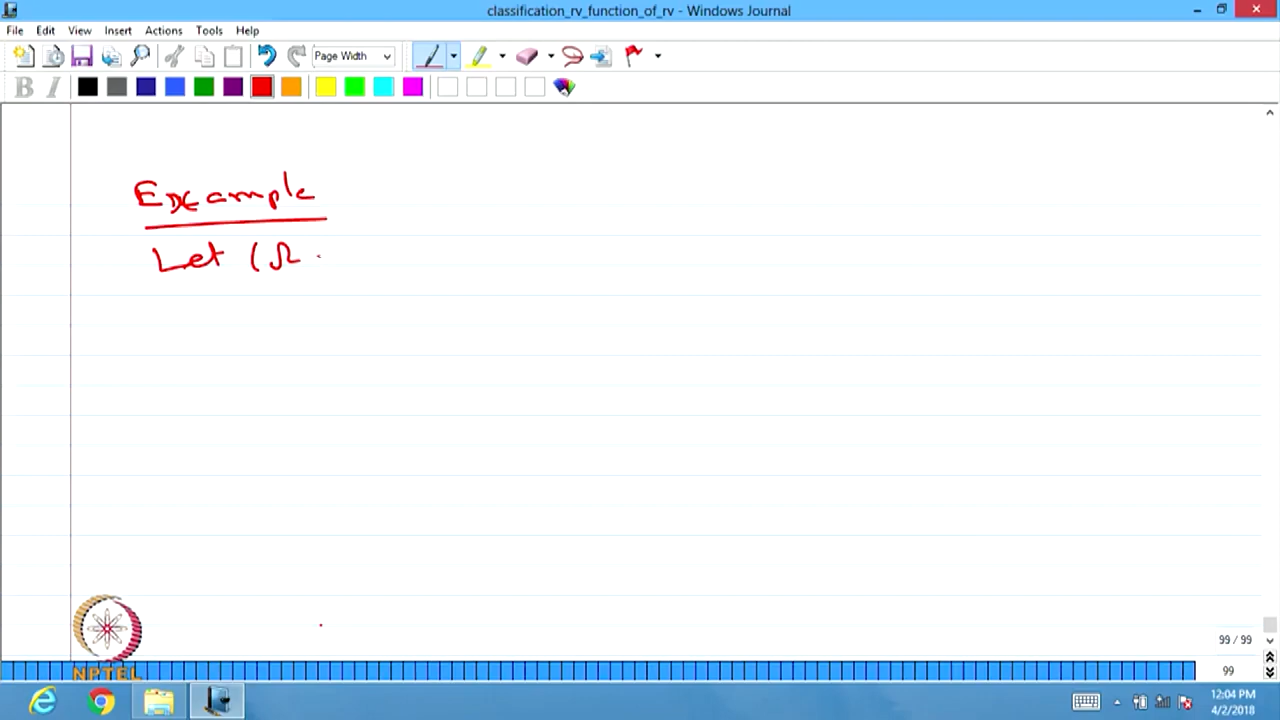 classification_rv_function_of_rv - Windows Journal
File Edit View Insert Actions Tools Help
Page Width
B I
Example
Let (Ω
99 / 99
NPTEL
99
12:04 PM
4/2/2018